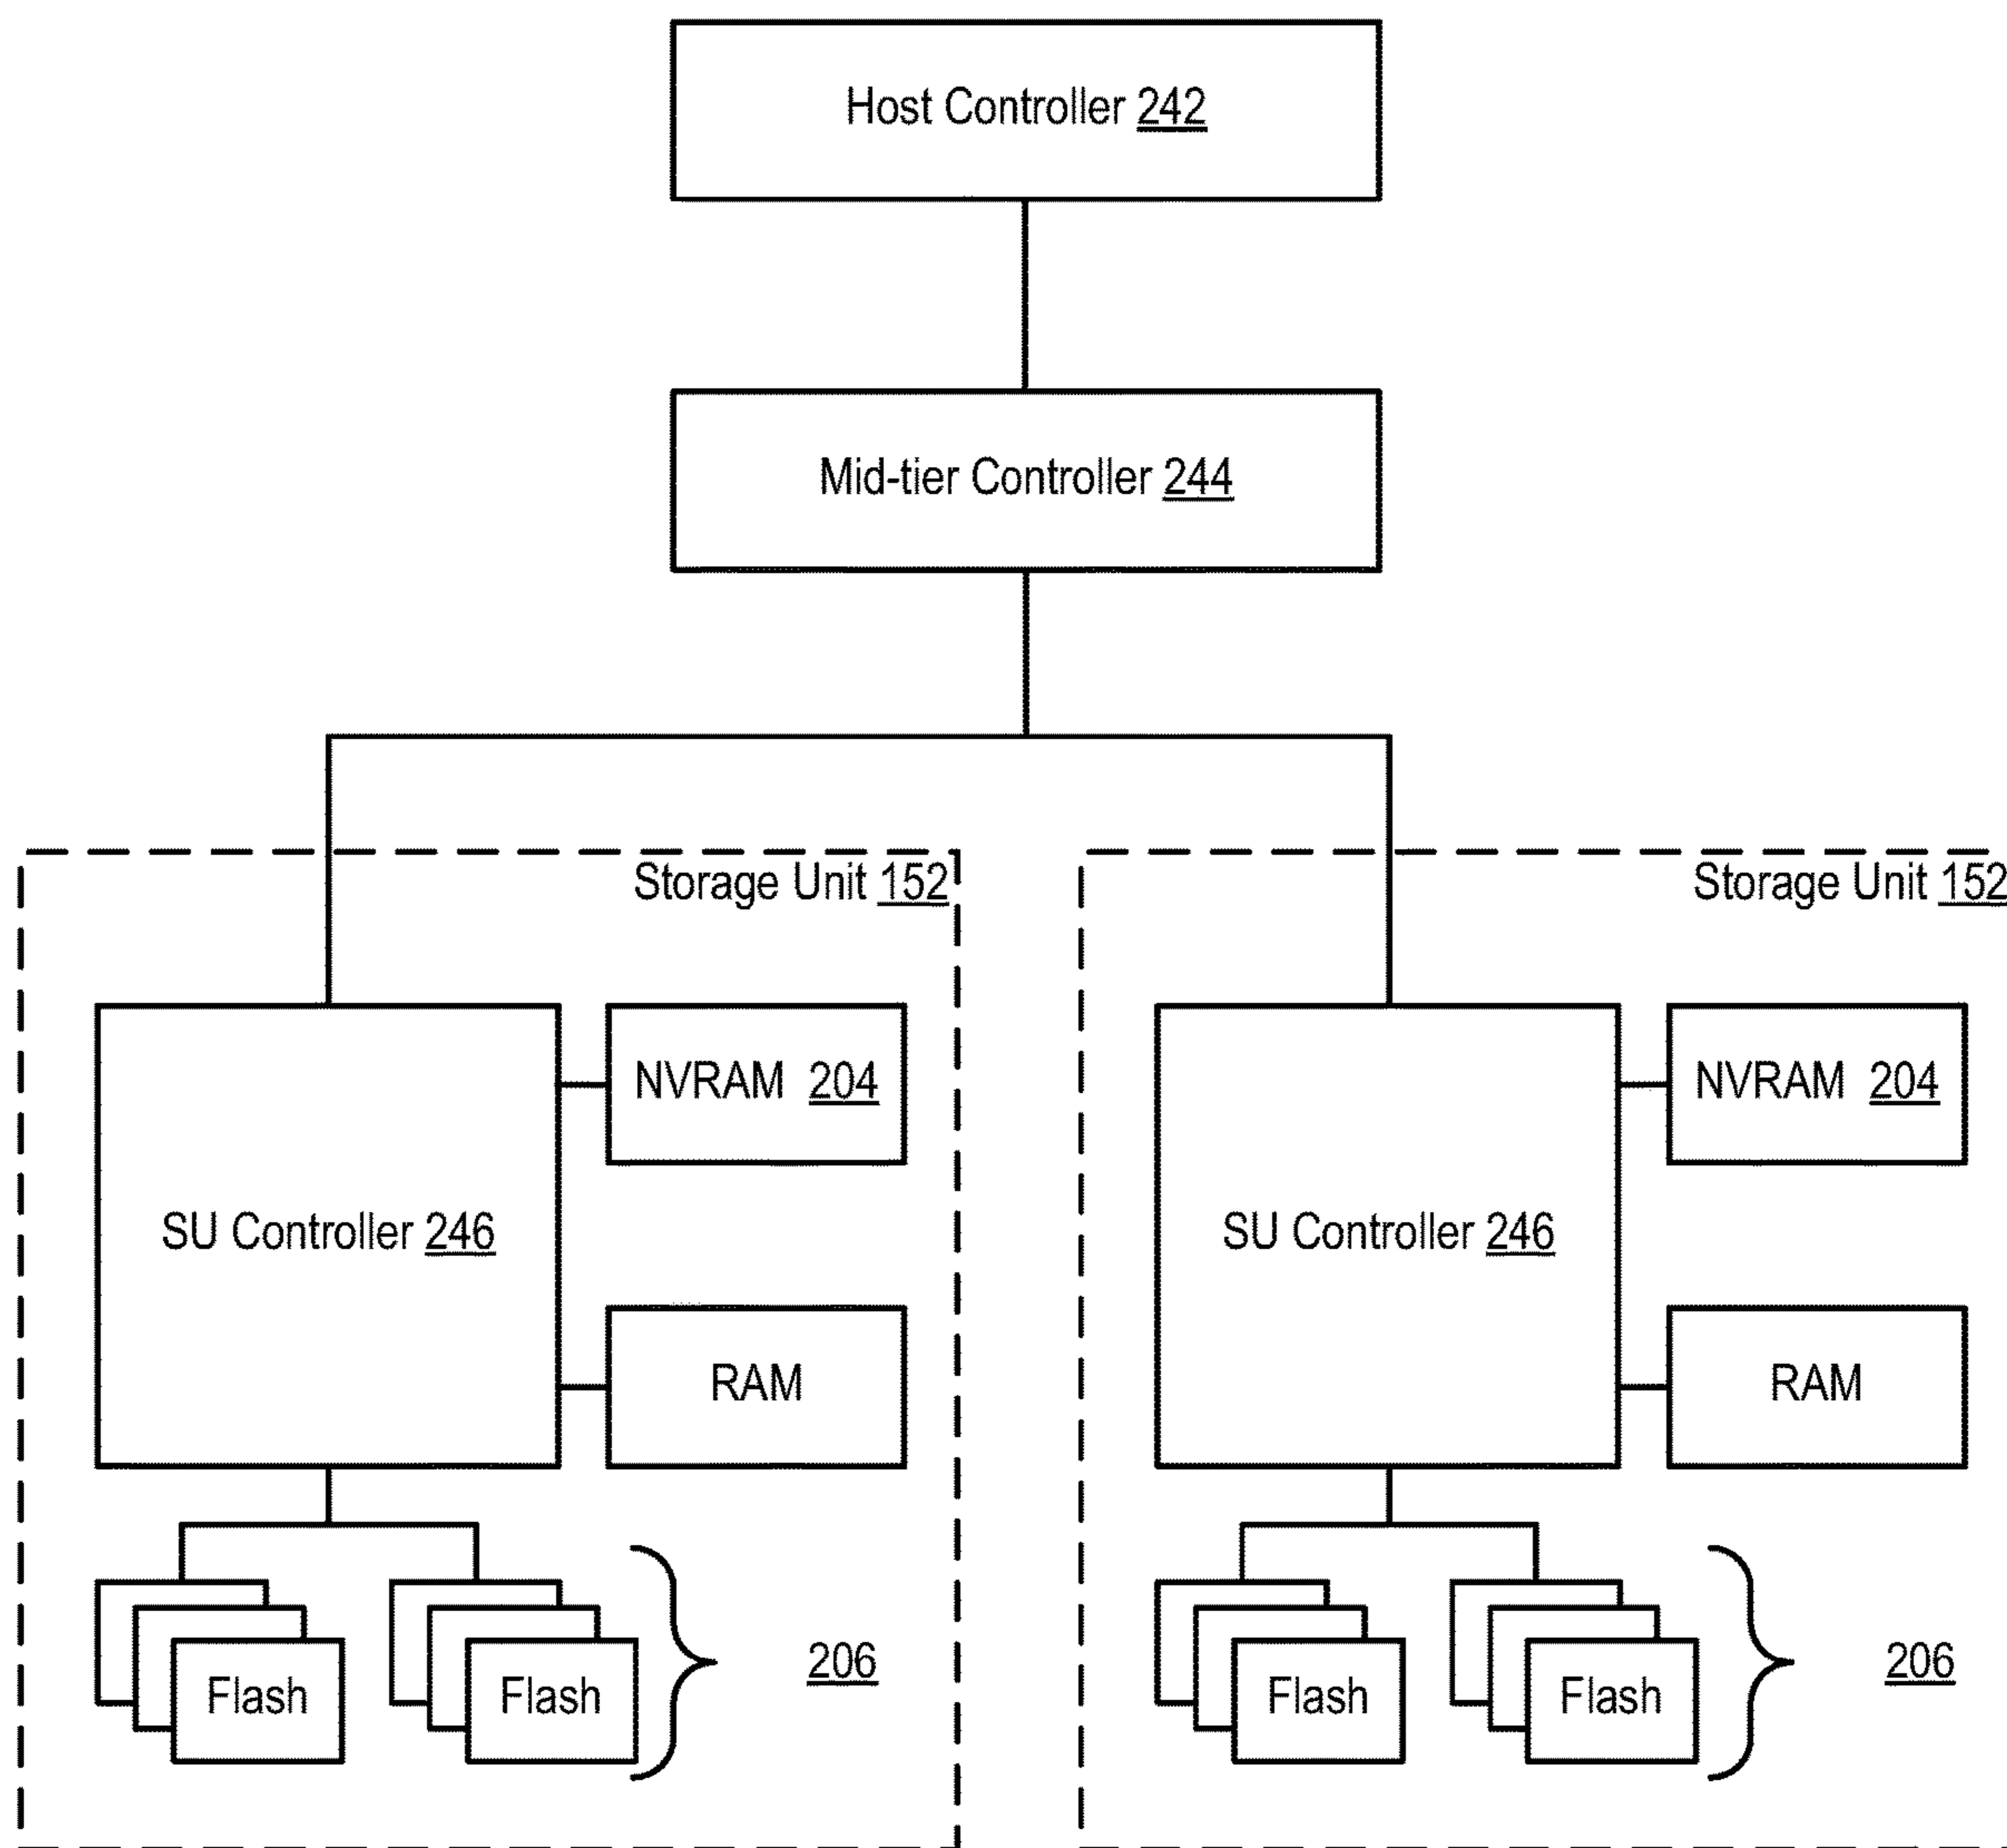 Host Controller 242
Mid-tier Controller 244
Storage Unit 152
Storage Unit 152
NVRAM 204
NVRAM 204
SU Controller 246
SU Controller 246
RAM
RAM
Flash
Flash
206
Flash
Flash
206